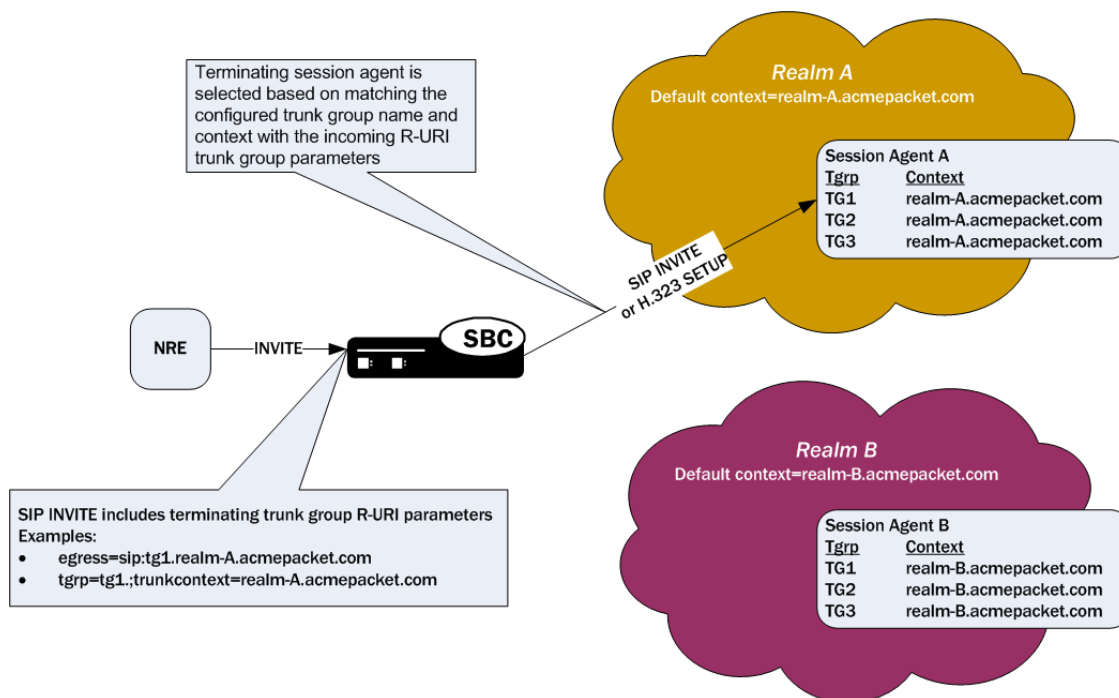 Terminating session agent is
selected based on matching the
configured trunk group name and
context with the incoming R-URI
trunk group parameters
Realm A
Default context=realm-A.acmepacket.com
Session Agent A
Tgrp Context
TG1 realm-A.acmepacket.com
TG2 realm-A.acmepacket.com
TG3 realm-A.acmepacket.com
SIP INVITE
or H.323 SETUP
NRE
INVITE
SBC
Realm B
Default context=realm-B.acmepacket.com
Session Agent B
Tgrp Context
TG1 realm-B.acmepacket.com
TG2 realm-B.acmepacket.com
TG3 realm-B.acmepacket.com
SIP INVITE includes terminating trunk group R-URI parameters
Examples:
• egress=sip:tg1.realm-A.acmepacket.com
• tgrp=tg1.;trunkcontext=realm-A.acmepacket.com